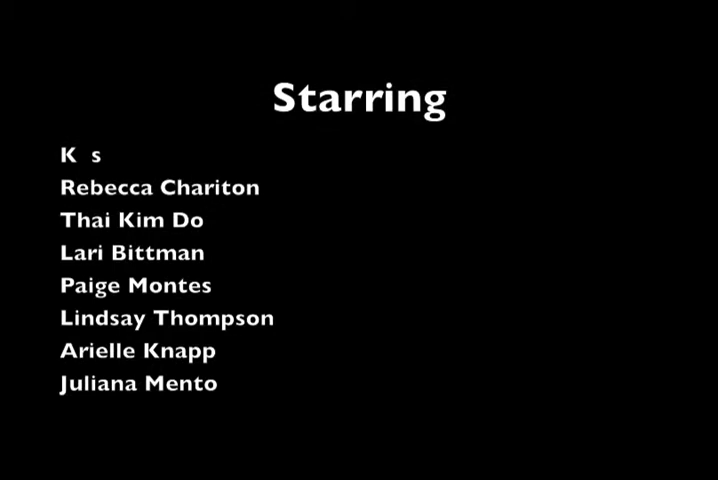 Starring
K s
Rebecca Chariton
Thai Kim Do
Lari Bittman
Paige Montes
Lindsay Thompson
Arielle Knapp
Juliana Mento